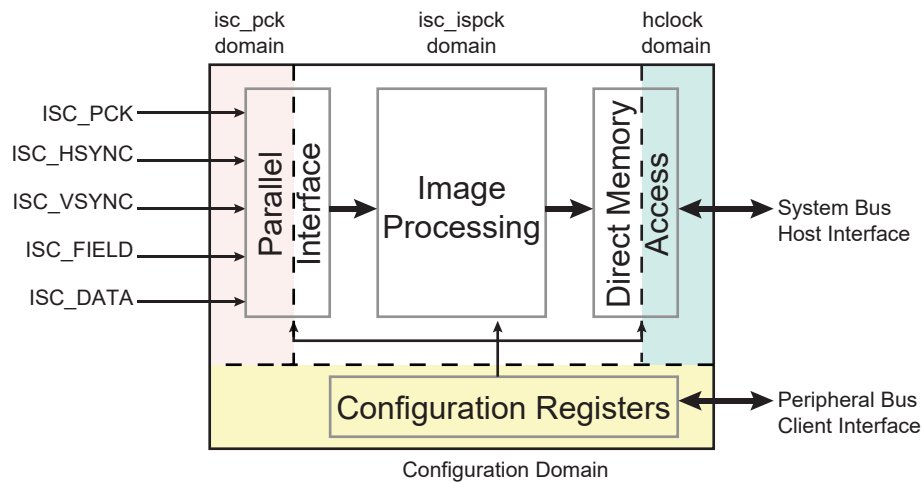 isc_pck
domain
isc_ispck
domain
hclock
domain
ISC_PCK
ISC_HSYNC
ISC_VSYNC
ISC_FIELD
ISC_DATA
Parallel
Interface
Image
Processing
Direct Memory
Access
System Bus
Host Interface
Configuration Registers
Peripheral Bus
Client Interface
Configuration Domain